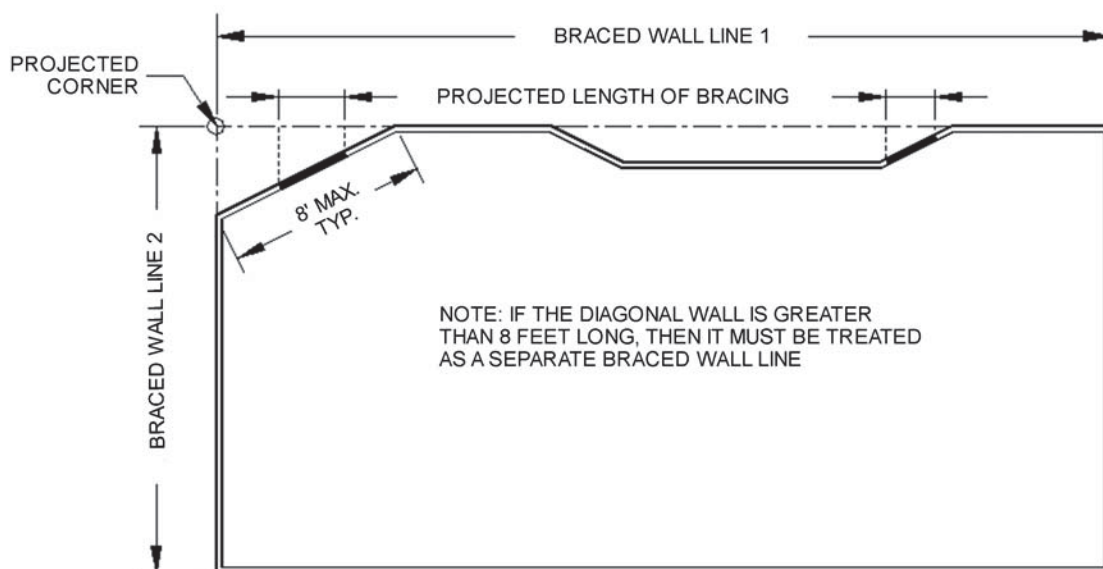 BRACED WALL LINE 1
PROJECTED
CORNER
PROJECTED LENGTH OF BRACING
8' MAX.
TYP.
BRACED WALL LINE 2
NOTE: IF THE DIAGONAL WALL IS GREATER
THAN 8 FEET LONG, THEN IT MUST BE TREATED
AS A SEPARATE BRACED WALL LINE